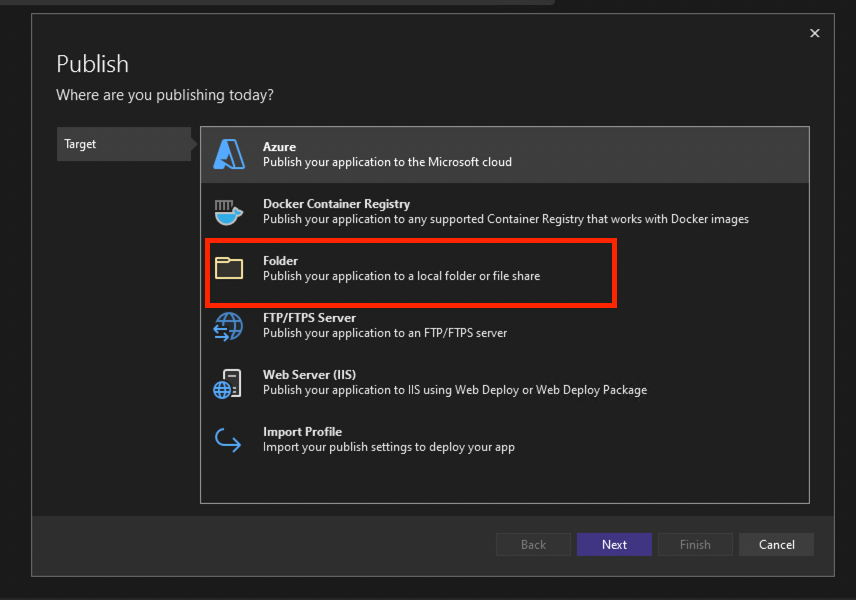 Publish
Where are you publishing today?
Target
Azure
Publish your application to the Microsoft cloud
Docker Container Registry
Publish your application to any supported Container Registry that works with Docker images
Folder
Publish your application to a local folder or file share
FTP/FTPS Server
Publish your application to an FTP/FTPS server
Web Server (IIS)
Publish your application to IIS using Web Deploy or Web Deploy Package
Import Profile
Import your publish settings to deploy your app
Back
Next
Finish
Cancel